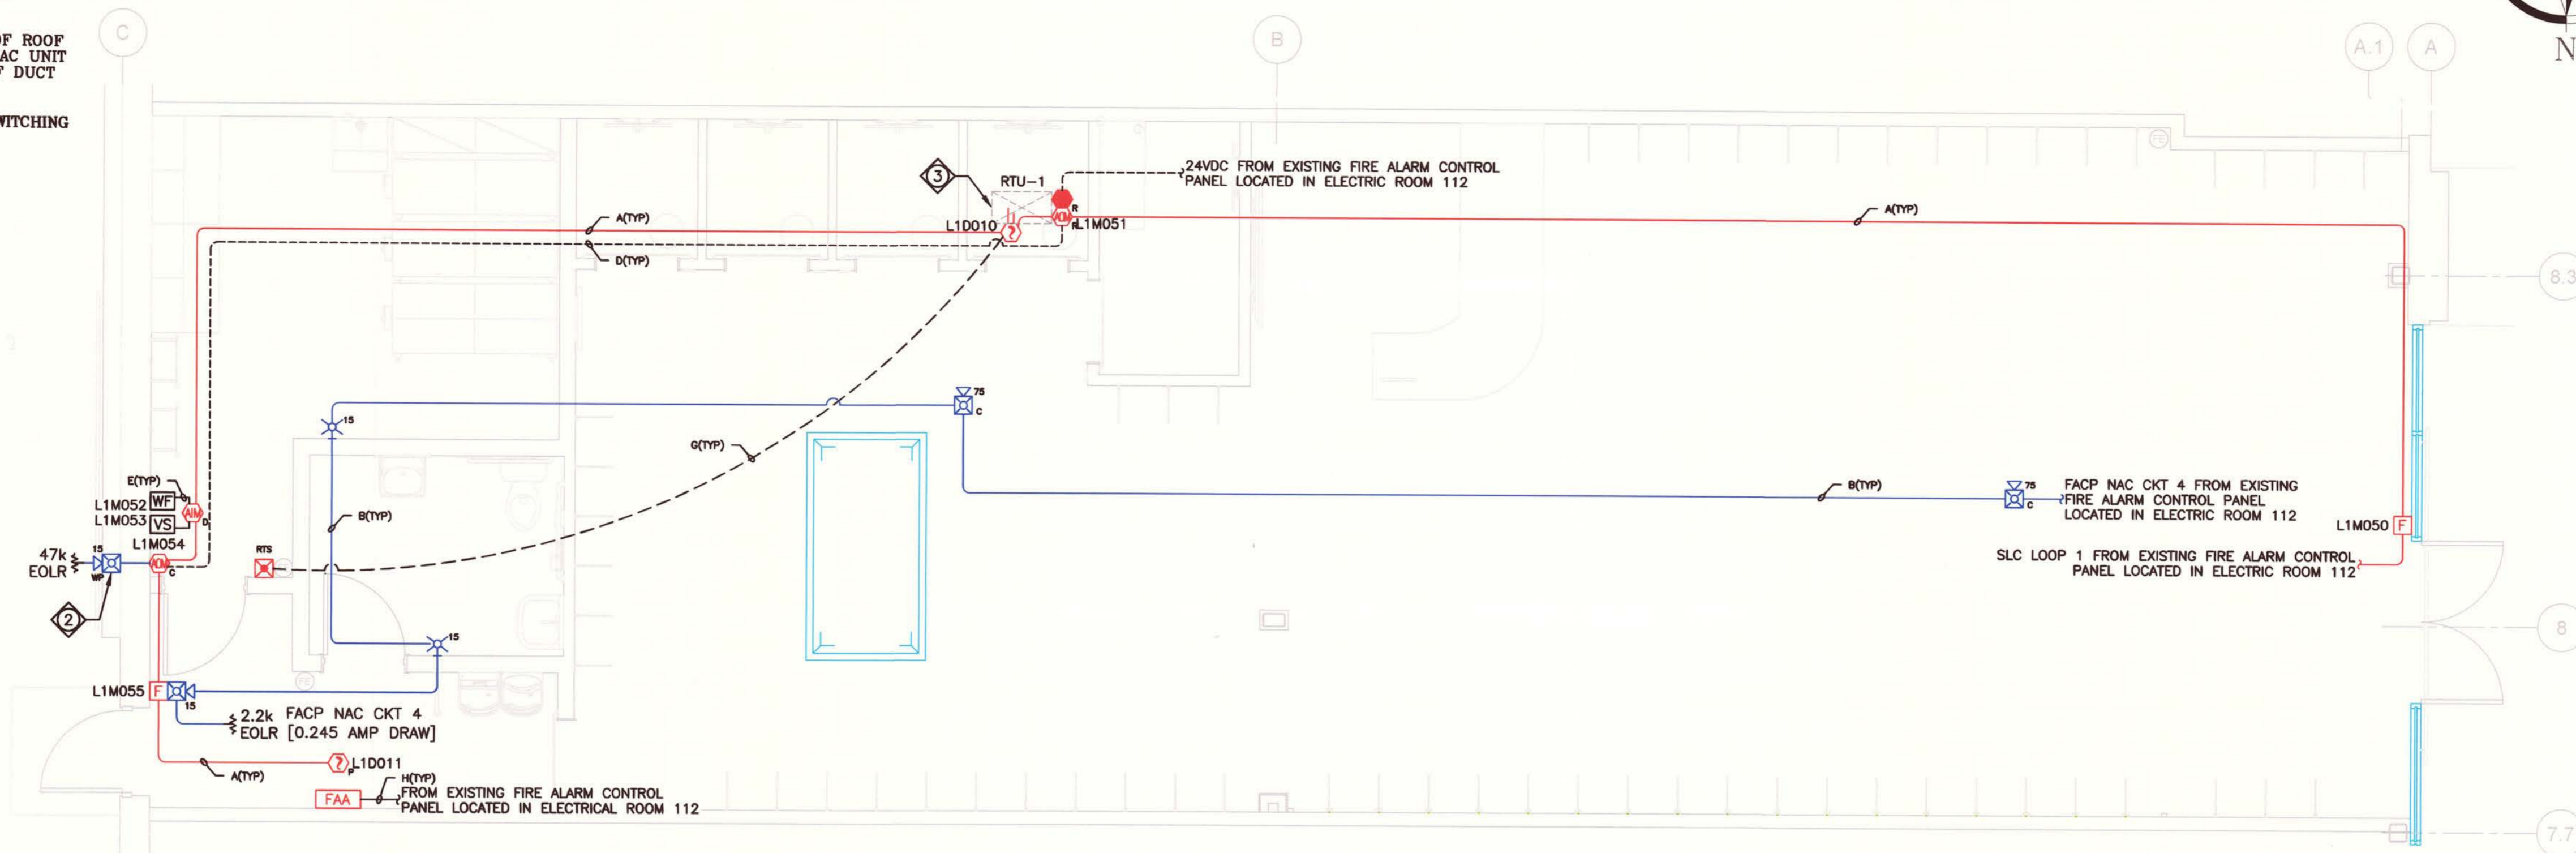 F ROOF
AC UNIT
F DUCT
WITCHING
C
B
A.1
A
N
FE
3
RTU-1
24VDC FROM EXISTING FIRE ALARM CONTROL
PANEL LOCATED IN ELECTRIC ROOM 112
R
AOM
R
L1M051
L1D010
A(TYP)
A(TYP)
D(TYP)
8.3
75
C
15
G(TYP)
E(TYP)
L1M052 WF
L1M053 VS
AIM
D
B(TYP)
B(TYP)
75
C
FACP NAC CKT 4 FROM EXISTING
FIRE ALARM CONTROL PANEL
LOCATED IN ELECTRIC ROOM 112
L1M050 F
L1M054
15
47k
EOLR
WP
AOM
C
RTS
SLC LOOP 1 FROM EXISTING FIRE ALARM CONTROL
PANEL LOCATED IN ELECTRIC ROOM 112
2
8
15
FE
L1M055 F
15
2.2k FACP NAC CKT 4
EOLR [0.245 AMP DRAW]
A(TYP)
P
L1D011
H(TYP)
FAA
FROM EXISTING FIRE ALARM CONTROL
PANEL LOCATED IN ELECTRICAL ROOM 112
7.7